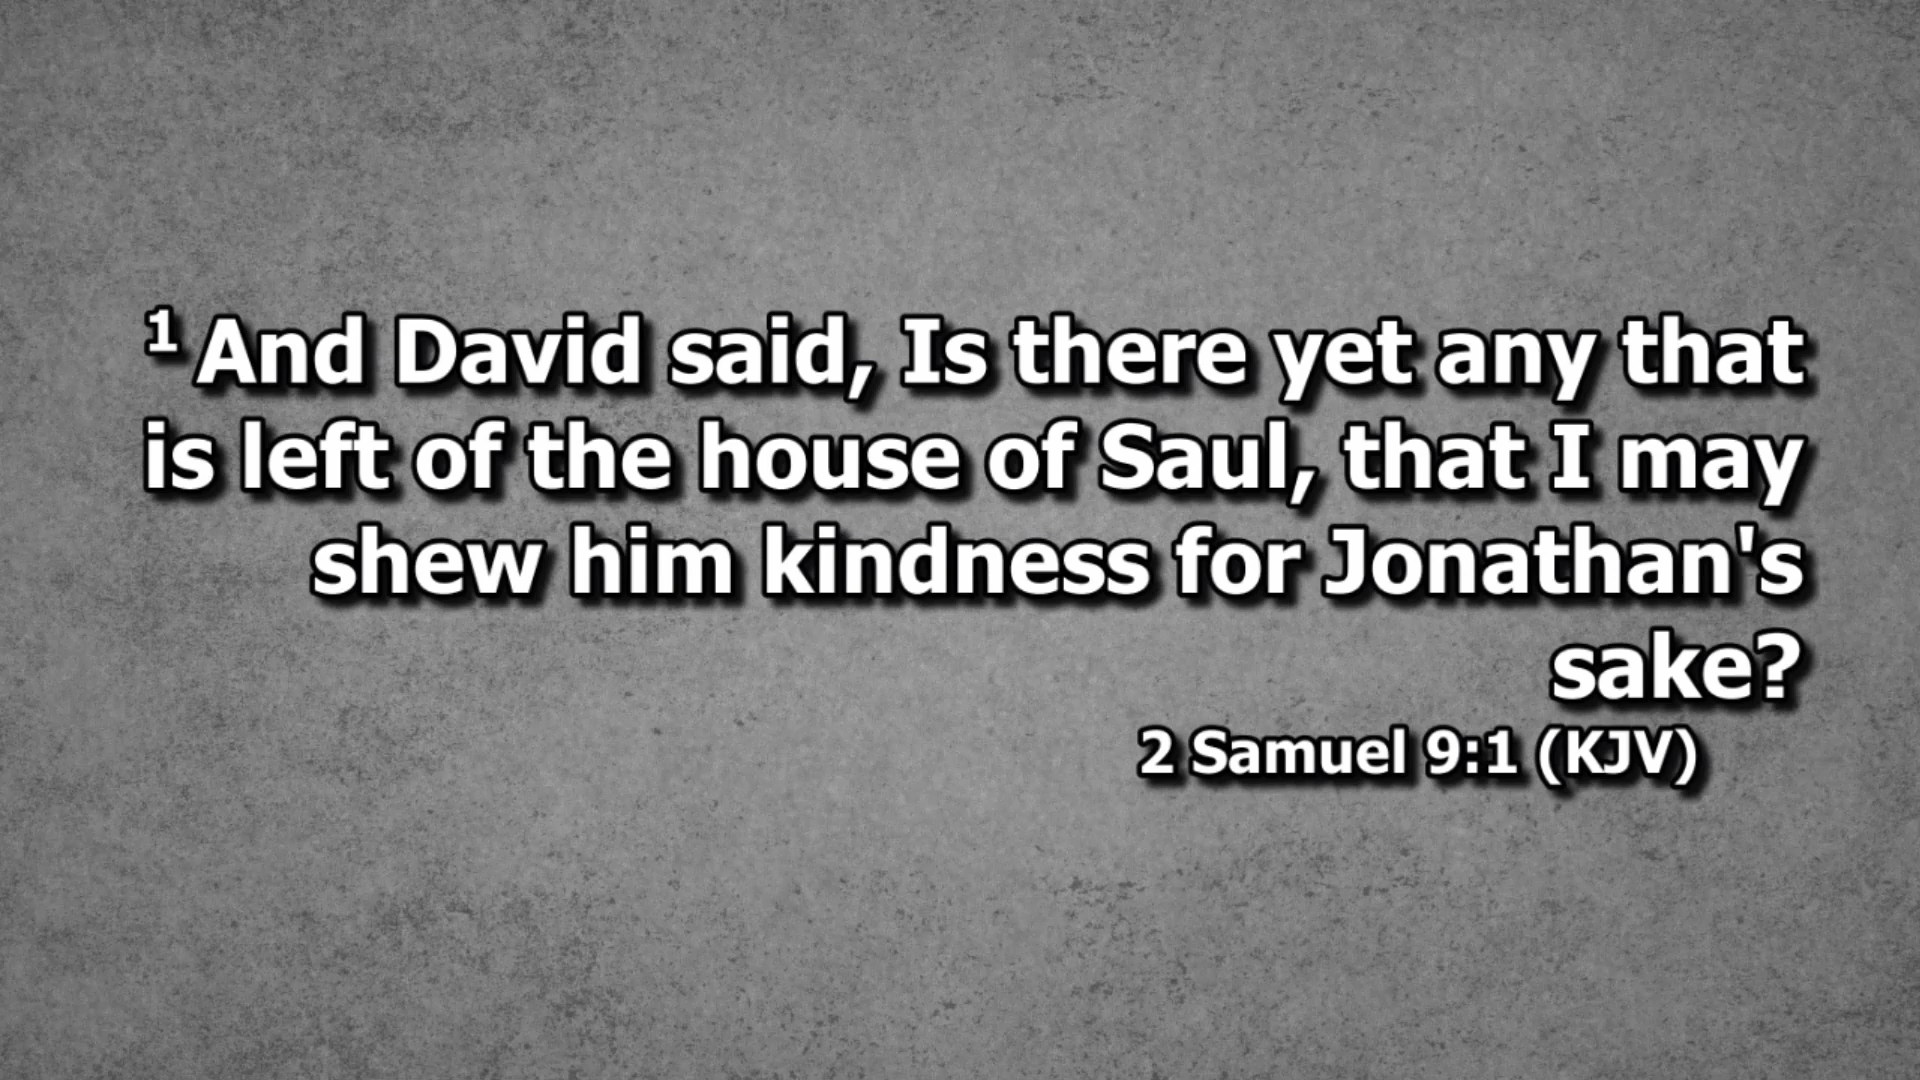 1 And David said, Is there yet any that
is left of the house of Saul, that I may
shew him kindness for Jonathan's
sake?
2 Samuel 9:1 (KJV)